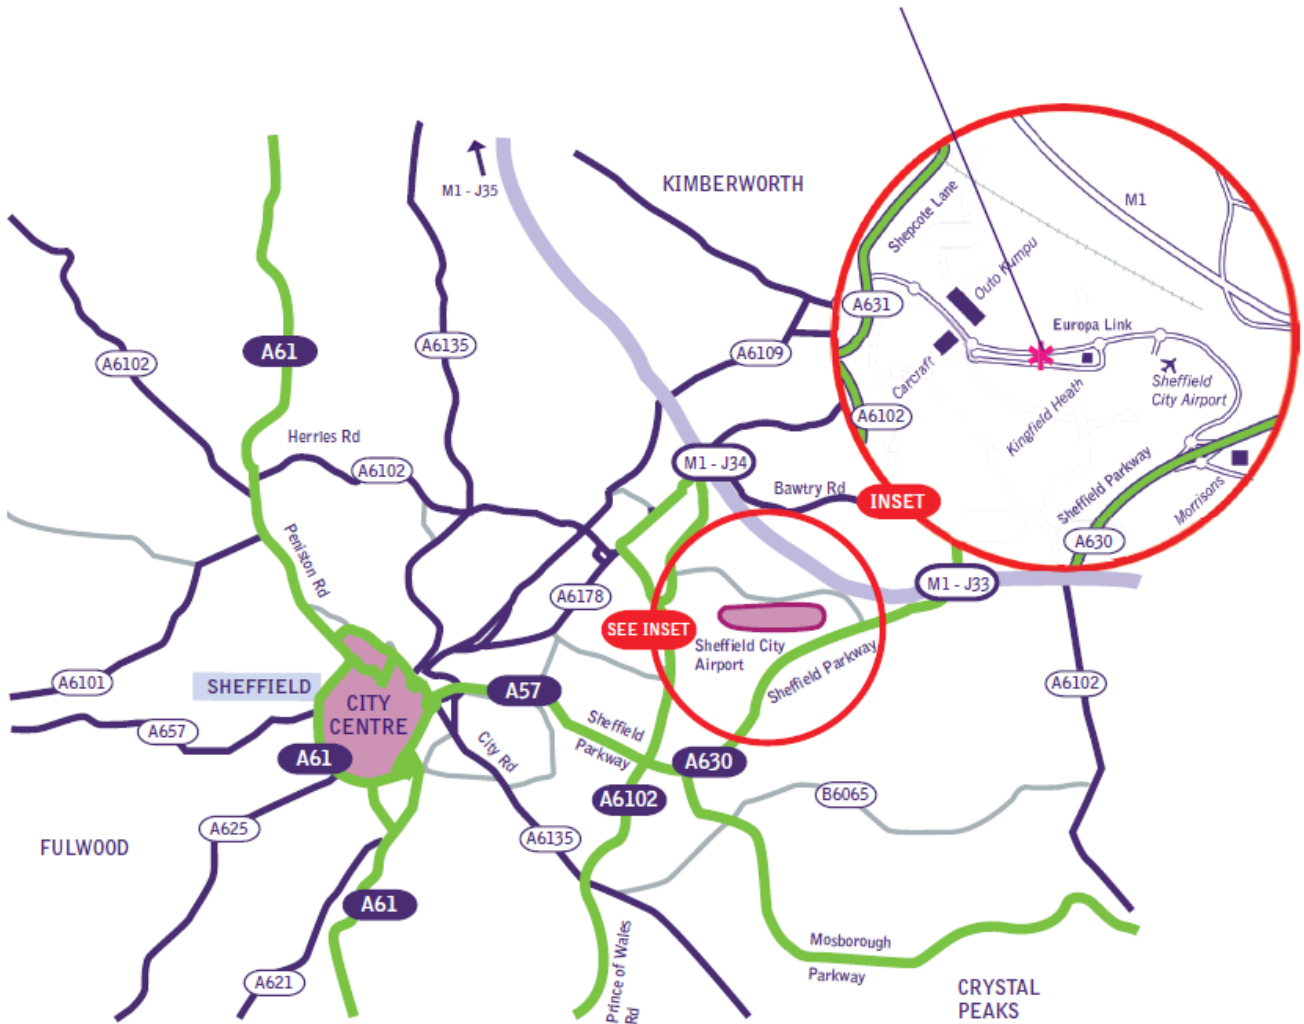 M1 - J35
KIMBERWORTH
M1
Shepcote Lane
Outo Kumpu
A631
Europa Link
A61
A6135
A6109
A6102
Carcraft
Sheffield
City Airport
Kingfield Heath
A6102
Herries Rd
A6102
M1 - J34
Bawtry Rd
INSET
Sheffield Parkway
Morrisons
A630
Peniston Rd
M1 - J33
A6178
SEE INSET
Sheffield City
Airport
Sheffield Parkway
A6101
SHEFFIELD
A57
A6102
CITY
CENTRE
A657
Sheffield
Parkway
City Rd
A61
A630
A6102
B6065
A625
A6135
FULWOOD
A61
Prince of Wales
Rd
Mosborough
Parkway
A621
CRYSTAL
PEAKS